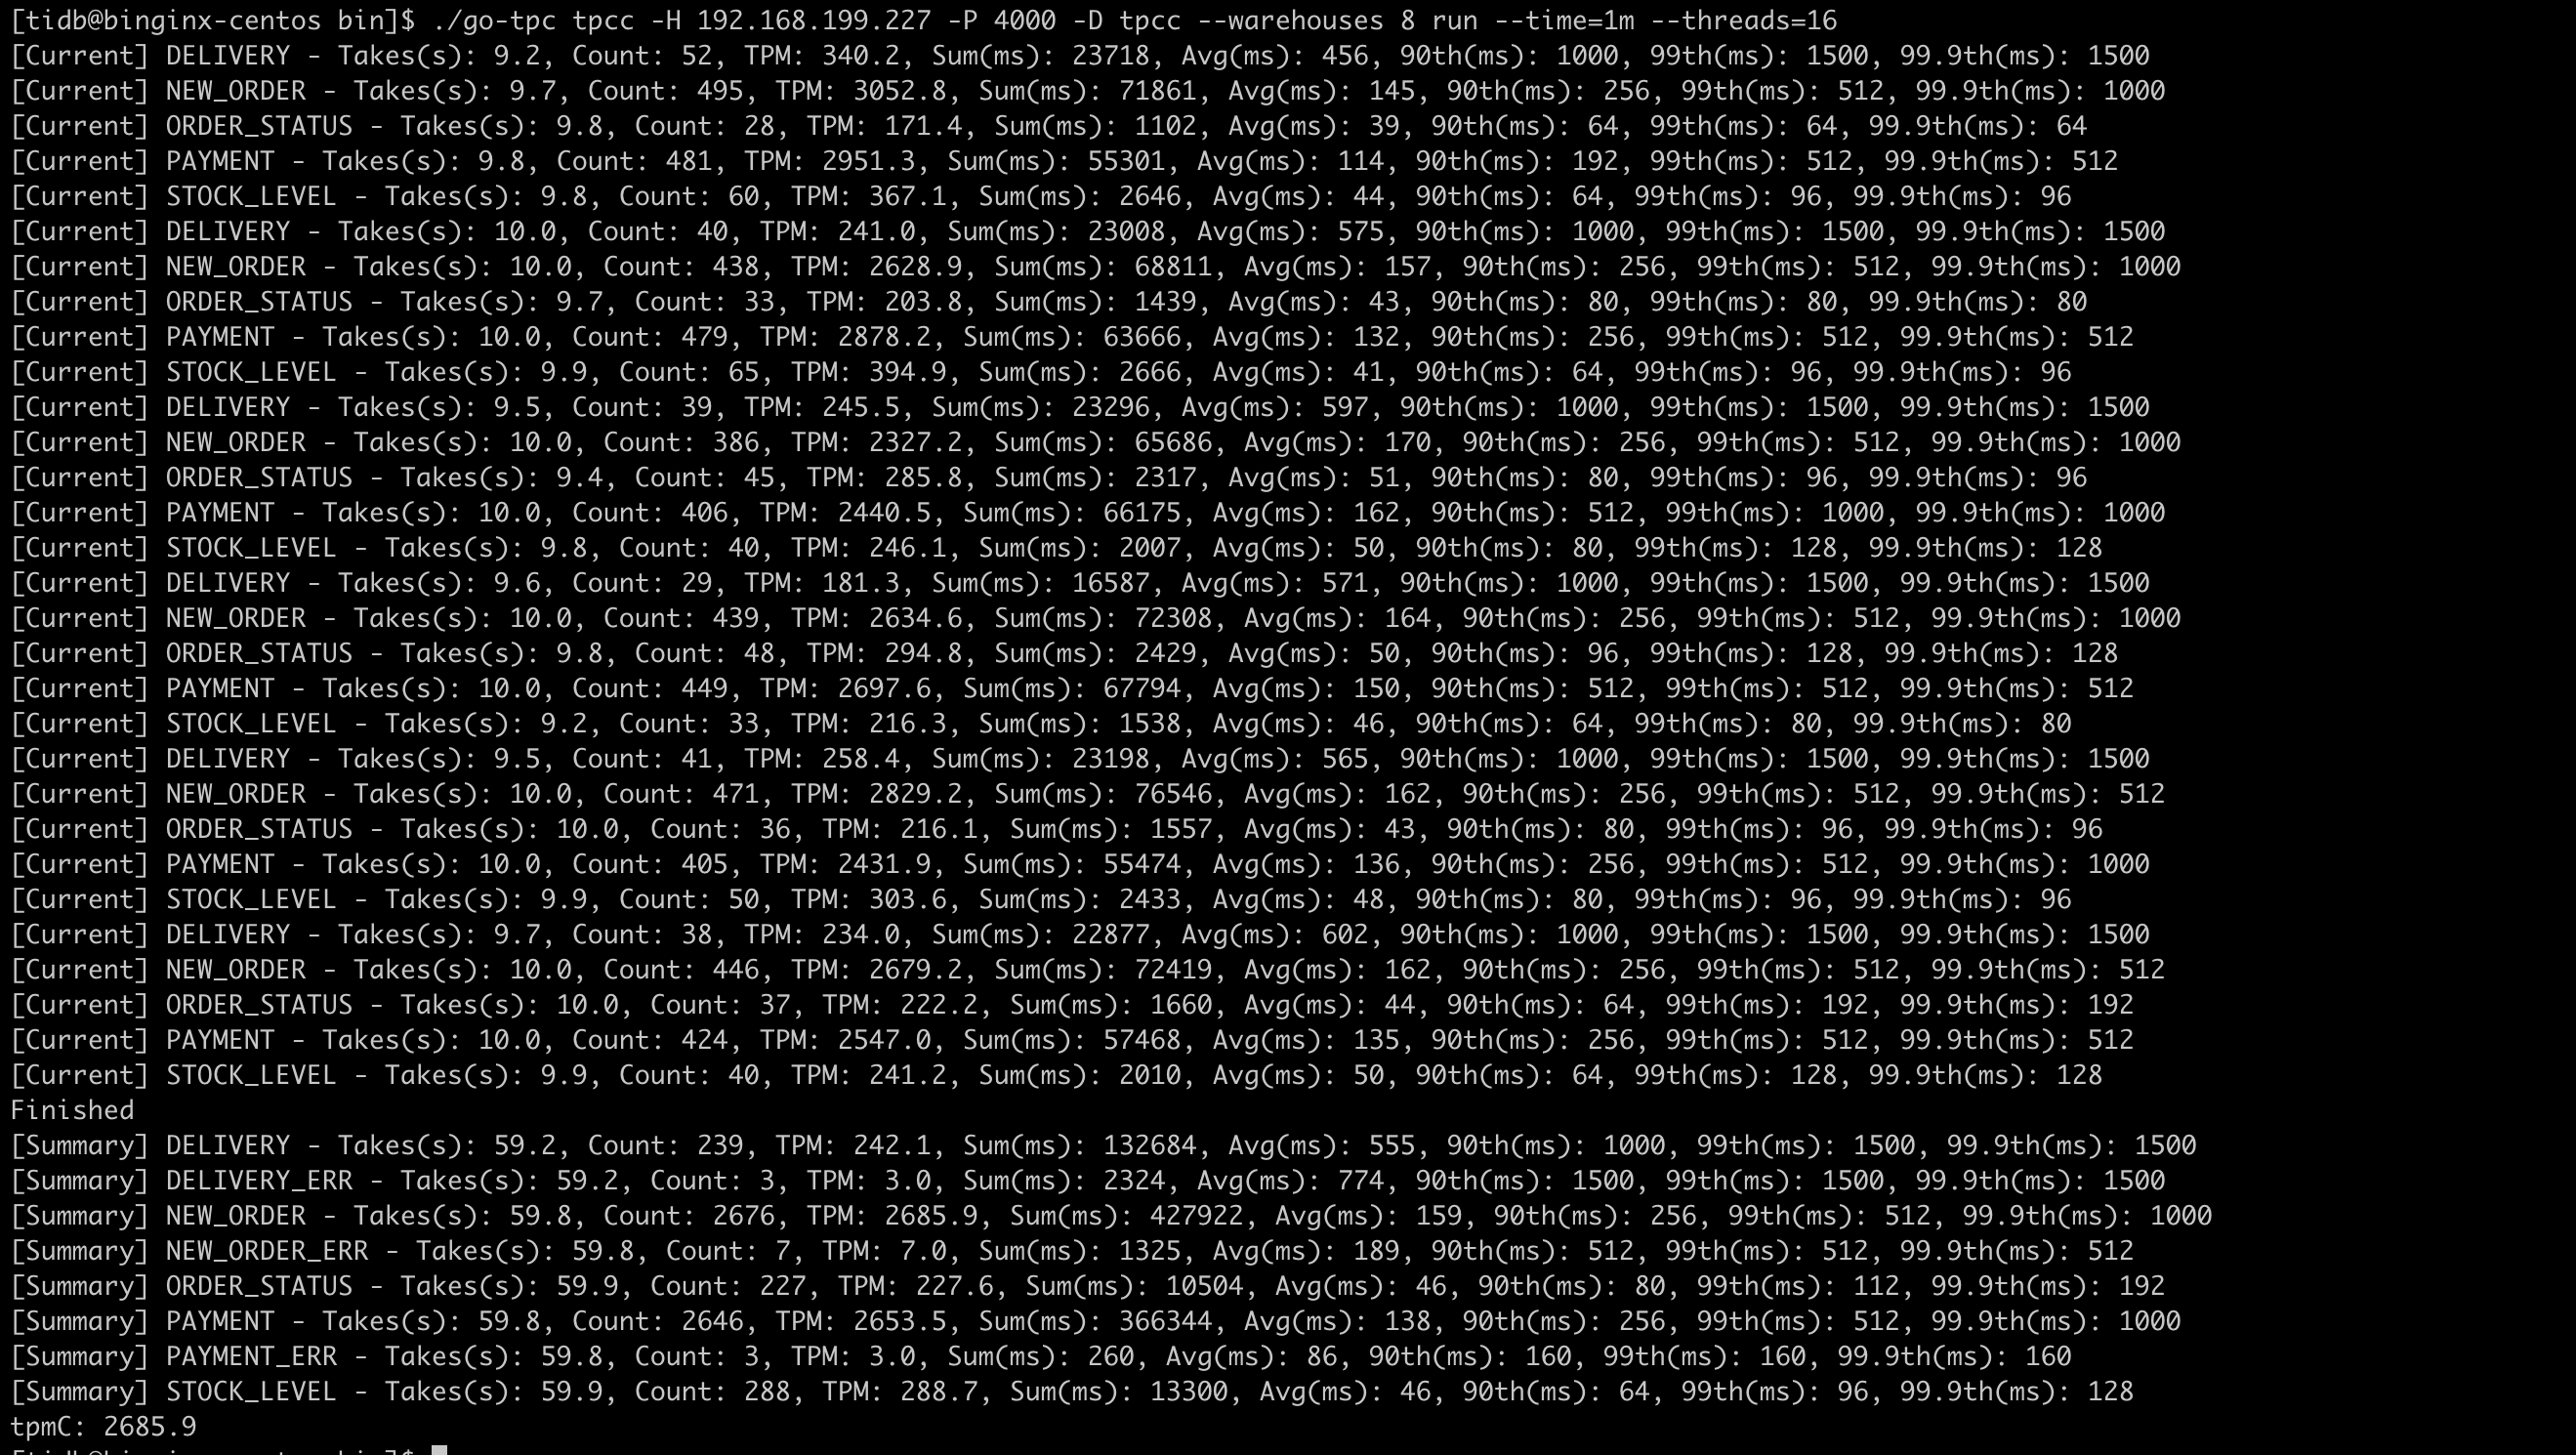 [tidb@binginx-centos bin]$ ./go-tpc tpcc -H 192.168.199.227 -P 4000 -D tpcc --warehouses 8 run --time=1m --threads=16
[Current] DELIVERY - Takes(s): 9.2, Count: 52, TPM: 340.2, Sum(ms): 23718, Avg(ms): 456, 90th(ms): 1000, 99th(ms): 1500, 99.9th(ms): 1500
[Current] NEW_ORDER - Takes(s): 9.7, Count: 495, TPM: 3052.8, Sum(ms): 71861, Avg(ms): 145, 90th(ms): 256, 99th(ms): 512, 99.9th(ms): 1000
[Current] ORDER_STATUS - Takes(s): 9.8, Count: 28, TPM: 171.4, Sum(ms): 1102, Avg(ms): 39, 90th(ms): 64, 99th(ms): 64, 99.9th(ms): 64
[Current] PAYMENT - Takes(s): 9.8, Count: 481, TPM: 2951.3, Sum(ms): 55301, Avg(ms): 114, 90th(ms): 192, 99th(ms): 512, 99.9th(ms): 512
[Current] STOCK_LEVEL - Takes(s): 9.8, Count: 60, TPM: 367.1, Sum(ms): 2646, Avg(ms): 44, 90th(ms): 64, 99th(ms): 96, 99.9th(ms): 96
[Current] DELIVERY - Takes(s): 10.0, Count: 40, TPM: 241.0, Sum(ms): 23008, Avg(ms): 575, 90th(ms): 1000, 99th(ms): 1500, 99.9th(ms): 1500
[Current] NEW_ORDER - Takes(s): 10.0, Count: 438, TPM: 2628.9, Sum(ms): 68811, Avg(ms): 157, 90th(ms): 256, 99th(ms): 512, 99.9th(ms): 1000
[Current] ORDER_STATUS - Takes(s): 9.7, Count: 33, TPM: 203.8, Sum(ms): 1439, Avg(ms): 43, 90th(ms): 80, 99th(ms): 80, 99.9th(ms): 80
[Current] PAYMENT - Takes(s): 10.0, Count: 479, TPM: 2878.2, Sum(ms): 63666, Avg(ms): 132, 90th(ms): 256, 99th(ms): 512, 99.9th(ms): 512
[Current] STOCK_LEVEL - Takes(s): 9.9, Count: 65, TPM: 394.9, Sum(ms): 2666, Avg(ms): 41, 90th(ms): 64, 99th(ms): 96, 99.9th(ms): 96
[Current] DELIVERY - Takes(s): 9.5, Count: 39, TPM: 245.5, Sum(ms): 23296, Avg(ms): 597, 90th(ms): 1000, 99th(ms): 1500, 99.9th(ms): 1500
[Current] NEW_ORDER - Takes(s): 10.0, Count: 386, TPM: 2327.2, Sum(ms): 65686, Avg(ms): 170, 90th(ms): 256, 99th(ms): 512, 99.9th(ms): 1000
[Current] ORDER_STATUS - Takes(s): 9.4, Count: 45, TPM: 285.8, Sum(ms): 2317, Avg(ms): 51, 90th(ms): 80, 99th(ms): 96, 99.9th(ms): 96
[Current] PAYMENT - Takes(s): 10.0, Count: 406, TPM: 2440.5, Sum(ms): 66175, Avg(ms): 162, 90th(ms): 512, 99th(ms): 1000, 99.9th(ms): 1000
[Current] STOCK_LEVEL - Takes(s): 9.8, Count: 40, TPM: 246.1, Sum(ms): 2007, Avg(ms): 50, 90th(ms): 80, 99th(ms): 128, 99.9th(ms): 128
[Current] DELIVERY - Takes(s): 9.6, Count: 29, TPM: 181.3, Sum(ms): 16587, Avg(ms): 571, 90th(ms): 1000, 99th(ms): 1500, 99.9th(ms): 1500
[Current] NEW_ORDER - Takes(s): 10.0, Count: 439, TPM: 2634.6, Sum(ms): 72308, Avg(ms): 164, 90th(ms): 256, 99th(ms): 512, 99.9th(ms): 1000
[Current] ORDER_STATUS - Takes(s): 9.8, Count: 48, TPM: 294.8, Sum(ms): 2429, Avg(ms): 50, 90th(ms): 96, 99th(ms): 128, 99.9th(ms): 128
[Current] PAYMENT - Takes(s): 10.0, Count: 449, TPM: 2697.6, Sum(ms): 67794, Avg(ms): 150, 90th(ms): 512, 99th(ms): 512, 99.9th(ms): 512
[Current] STOCK_LEVEL - Takes(s): 9.2, Count: 33, TPM: 216.3, Sum(ms): 1538, Avg(ms): 46, 90th(ms): 64, 99th(ms): 80, 99.9th(ms): 80
[Current] DELIVERY - Takes(s): 9.5, Count: 41, TPM: 258.4, Sum(ms): 23198, Avg(ms): 565, 90th(ms): 1000, 99th(ms): 1500, 99.9th(ms): 1500
[Current] NEW_ORDER - Takes(s): 10.0, Count: 471, TPM: 2829.2, Sum(ms): 76546, Avg(ms): 162, 90th(ms): 256, 99th(ms): 512, 99.9th(ms): 512
[Current] ORDER_STATUS - Takes(s): 10.0, Count: 36, TPM: 216.1, Sum(ms): 1557, Avg(ms): 43, 90th(ms): 80, 99th(ms): 96, 99.9th(ms): 96
[Current] PAYMENT - Takes(s): 10.0, Count: 405, TPM: 2431.9, Sum(ms): 55474, Avg(ms): 136, 90th(ms): 256, 99th(ms): 512, 99.9th(ms): 1000
[Current] STOCK_LEVEL - Takes(s): 9.9, Count: 50, TPM: 303.6, Sum(ms): 2433, Avg(ms): 48, 90th(ms): 80, 99th(ms): 96, 99.9th(ms): 96
[Current] DELIVERY - Takes(s): 9.7, Count: 38, TPM: 234.0, Sum(ms): 22877, Avg(ms): 602, 90th(ms): 1000, 99th(ms): 1500, 99.9th(ms): 1500
[Current] NEW_ORDER - Takes(s): 10.0, Count: 446, TPM: 2679.2, Sum(ms): 72419, Avg(ms): 162, 90th(ms): 256, 99th(ms): 512, 99.9th(ms): 512
[Current] ORDER_STATUS - Takes(s): 10.0, Count: 37, TPM: 222.2, Sum(ms): 1660, Avg(ms): 44, 90th(ms): 64, 99th(ms): 192, 99.9th(ms): 192
[Current] PAYMENT - Takes(s): 10.0, Count: 424, TPM: 2547.0, Sum(ms): 57468, Avg(ms): 135, 90th(ms): 256, 99th(ms): 512, 99.9th(ms): 512
[Current] STOCK_LEVEL - Takes(s): 9.9, Count: 40, TPM: 241.2, Sum(ms): 2010, Avg(ms): 50, 90th(ms): 64, 99th(ms): 128, 99.9th(ms): 128
Finished
[Summary] DELIVERY - Takes(s): 59.2, Count: 239, TPM: 242.1, Sum(ms): 132684, Avg(ms): 555, 90th(ms): 1000, 99th(ms): 1500, 99.9th(ms): 1500
[Summary] DELIVERY_ERR - Takes(s): 59.2, Count: 3, TPM: 3.0, Sum(ms): 2324, Avg(ms): 774, 90th(ms): 1500, 99th(ms): 1500, 99.9th(ms): 1500
[Summary] NEW_ORDER - Takes(s): 59.8, Count: 2676, TPM: 2685.9, Sum(ms): 427922, Avg(ms): 159, 90th(ms): 256, 99th(ms): 512, 99.9th(ms): 1000
[Summary] NEW_ORDER_ERR - Takes(s): 59.8, Count: 7, TPM: 7.0, Sum(ms): 1325, Avg(ms): 189, 90th(ms): 512, 99th(ms): 512, 99.9th(ms): 512
[Summary] ORDER_STATUS - Takes(s): 59.9, Count: 227, TPM: 227.6, Sum(ms): 10504, Avg(ms): 46, 90th(ms): 80, 99th(ms): 112, 99.9th(ms): 192
[Summary] PAYMENT - Takes(s): 59.8, Count: 2646, TPM: 2653.5, Sum(ms): 366344, Avg(ms): 138, 90th(ms): 256, 99th(ms): 512, 99.9th(ms): 1000
[Summary] PAYMENT_ERR - Takes(s): 59.8, Count: 3, TPM: 3.0, Sum(ms): 260, Avg(ms): 86, 90th(ms): 160, 99th(ms): 160, 99.9th(ms): 160
[Summary] STOCK_LEVEL - Takes(s): 59.9, Count: 288, TPM: 288.7, Sum(ms): 13300, Avg(ms): 46, 90th(ms): 64, 99th(ms): 96, 99.9th(ms): 128
tpmC: 2685.9
[tidb@binginx-centos bin]$